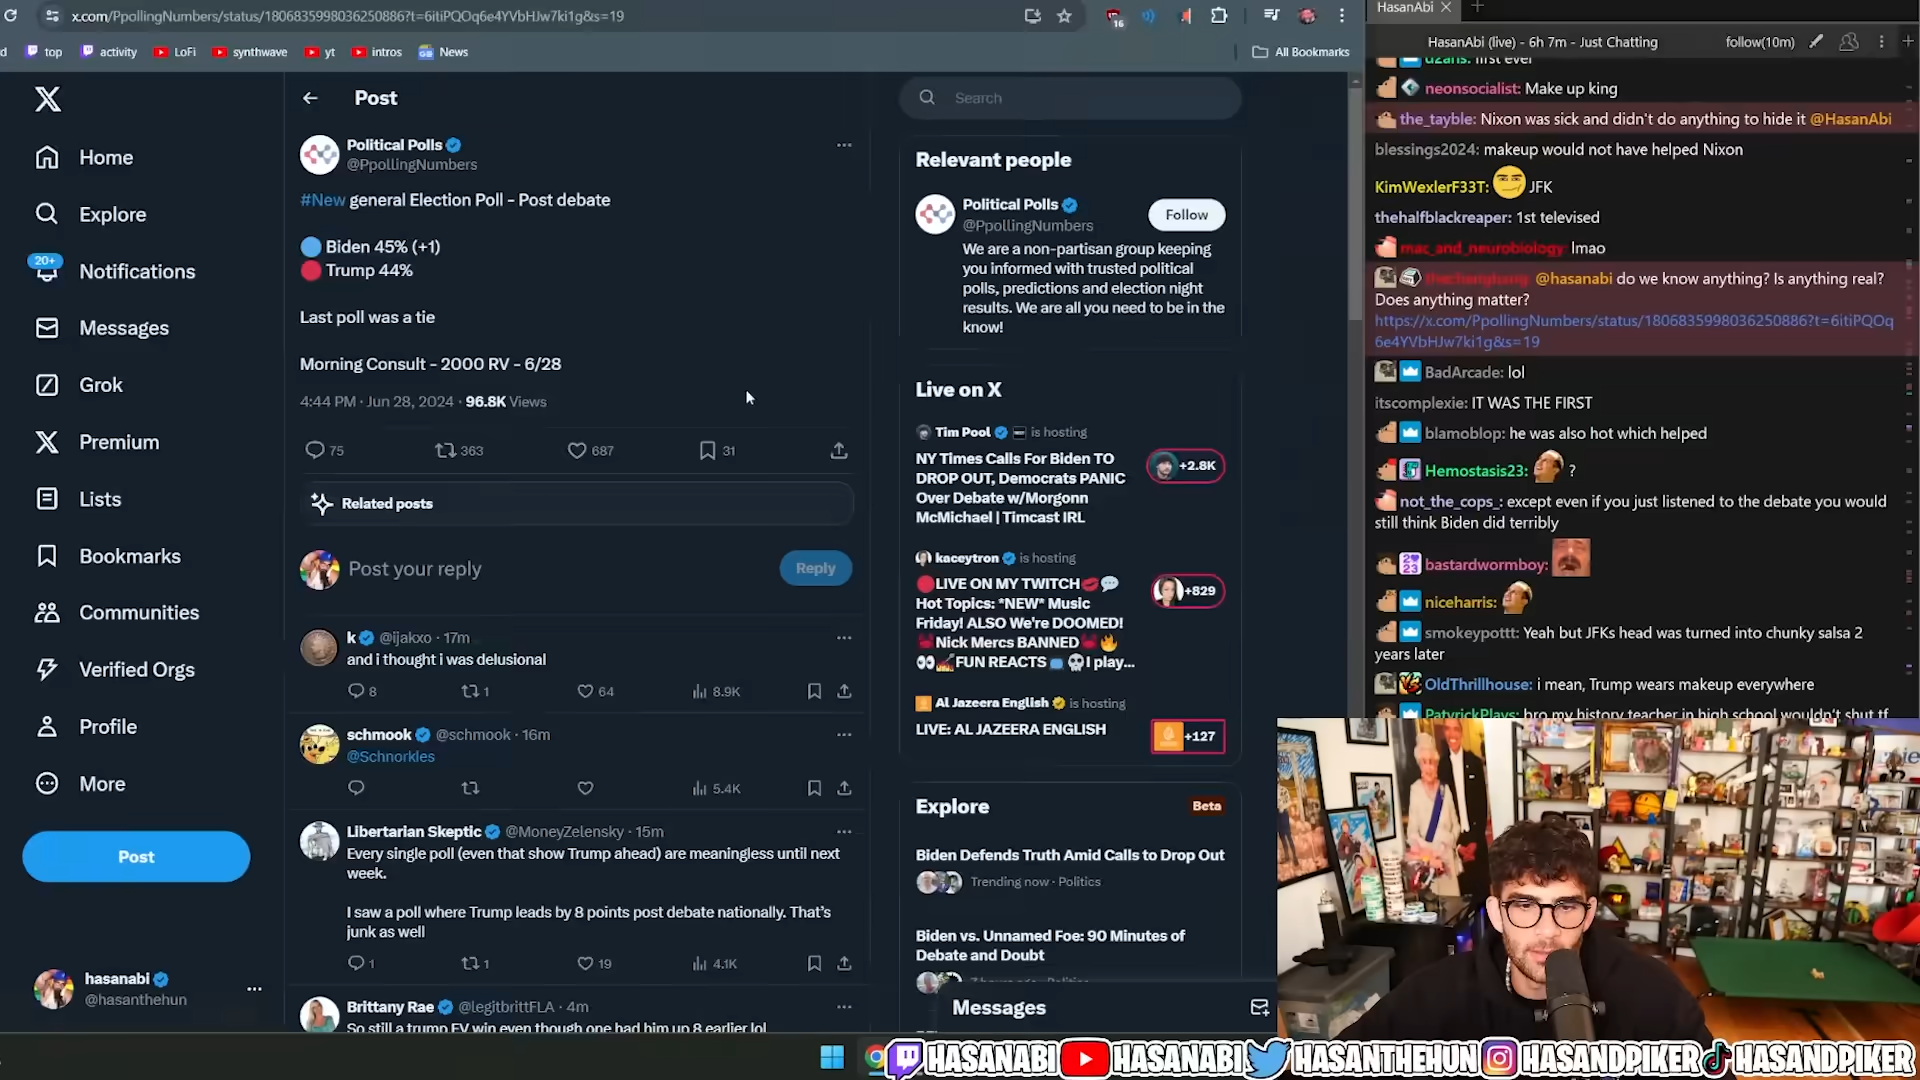 x.com/PpollingNumbers/status/1806835998036250886?t=6itiPQOq6e4YVbHJw7ki1g&s=19
16
top
activity
LoFi
synthwave
yt
intros
News
All Bookmarks
Home
Explore
20+
Notifications
Messages
Grok
Premium
Lists
Bookmarks
Communities
Verified Orgs
Profile
More
Post
hasanabi
@hasanthehun
Post
Political Polls
@PpollingNumbers
#New general Election Poll - Post debate
Biden 45% (+1)
Trump 44%
Last poll was a tie
Morning Consult - 2000 RV - 6/28
4:44 PM · Jun 28, 2024 · 96.8K Views
75
363
687
31
Related posts
Post your reply
Reply
k @ijakxo · 17m
and i thought i was delusional
8
1
64
8.9K
schmook @schmook · 16m
@Schnorkles
5.4K
Libertarian Skeptic @MoneyZelensky · 15m
Every single poll (even that show Trump ahead) are meaningless until next
week.
I saw a poll where Trump leads by 8 points post debate nationally. That's
junk as well
1
1
19
4.1K
Brittany Rae @legitbrittFLA · 4m
So still a trump EV win even though one had him up 8 earlier lol
Search
Relevant people
Political Polls
@PpollingNumbers
Follow
We are a non-partisan group keeping
you informed with trusted political
polls, predictions and election night
results. We are all you need to be in the
know!
Live on X
Tim Pool is hosting
NY Times Calls For Biden TO
DROP OUT, Democrats PANIC
Over Debate w/Morgonn
McMichael | Timcast IRL
+2.8K
kaceytron is hosting
LIVE ON MY TWITCH
Hot Topics: *NEW* Music
Friday! ALSO We're DOOMED!
Nick Mercs BANNED
FUN REACTS I play...
+829
Al Jazeera English is hosting
LIVE: AL JAZEERA ENGLISH
+127
Explore
Beta
Biden Defends Truth Amid Calls to Drop Out
Trending now · Politics
Biden vs. Unnamed Foe: 90 Minutes of
Debate and Doubt
Messages
HasanAbi
HasanAbi (live) - 6h 7m - Just Chatting
follow(10m)
first ever
neonsocialist: Make up king
the_tayble: Nixon was sick and didn't do anything to hide it @HasanAbi
blessings2024: makeup would not have helped Nixon
KimWexlerF33T: JFK
thehalfblackreaper: 1st televised
mac_and_neurobiology: lmao
@hasanabi do we know anything? Is anything real?
Does anything matter?
https://x.com/PpollingNumbers/status/1806835998036250886?t=6itiPQOq
6e4YVbHJw7ki1g&s=19
BadArcade: lol
itscomplexie: IT WAS THE FIRST
blamoblop: he was also hot which helped
Hemostasis23: ?
not_the_cops_: except even if you just listened to the debate you would
still think Biden did terribly
bastardwormboy:
niceharris:
smokeypottt: Yeah but JFKs head was turned into chunky salsa 2
years later
OldThrillhouse: i mean, Trump wears makeup everywhere
PatyrickPlays: bro my history teacher in high school wouldn't shut tf
HASANABI
HASANABI
HASANTHEHUN
HASANDPIKER
HASANDPIKER